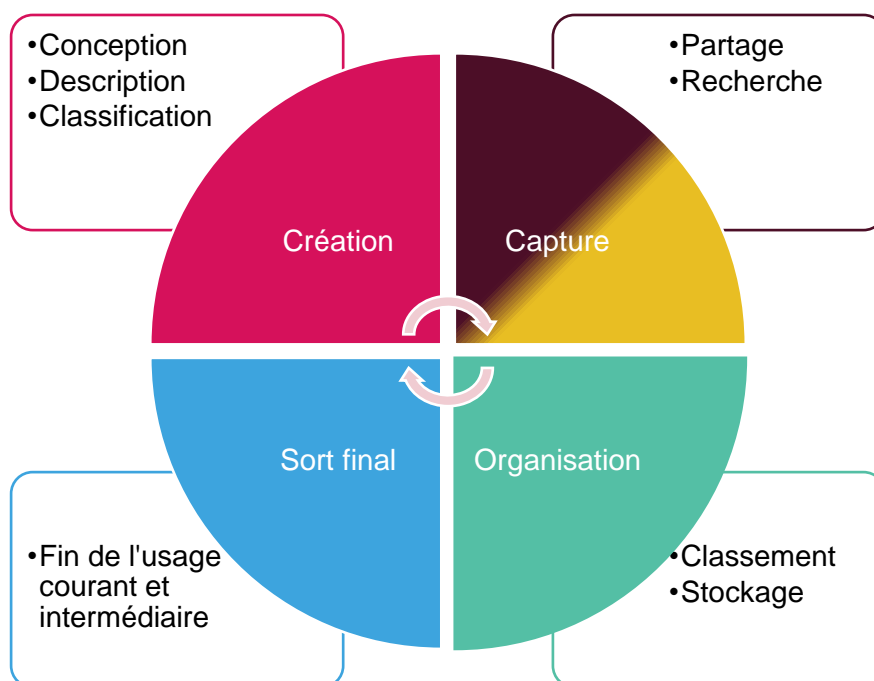 •Conception
•Description
•Classification
•Partage
•Recherche
Création
Capture
Sort final
Organisation
•Fin de l'usage
courant et
intermédiaire
•Classement
•Stockage